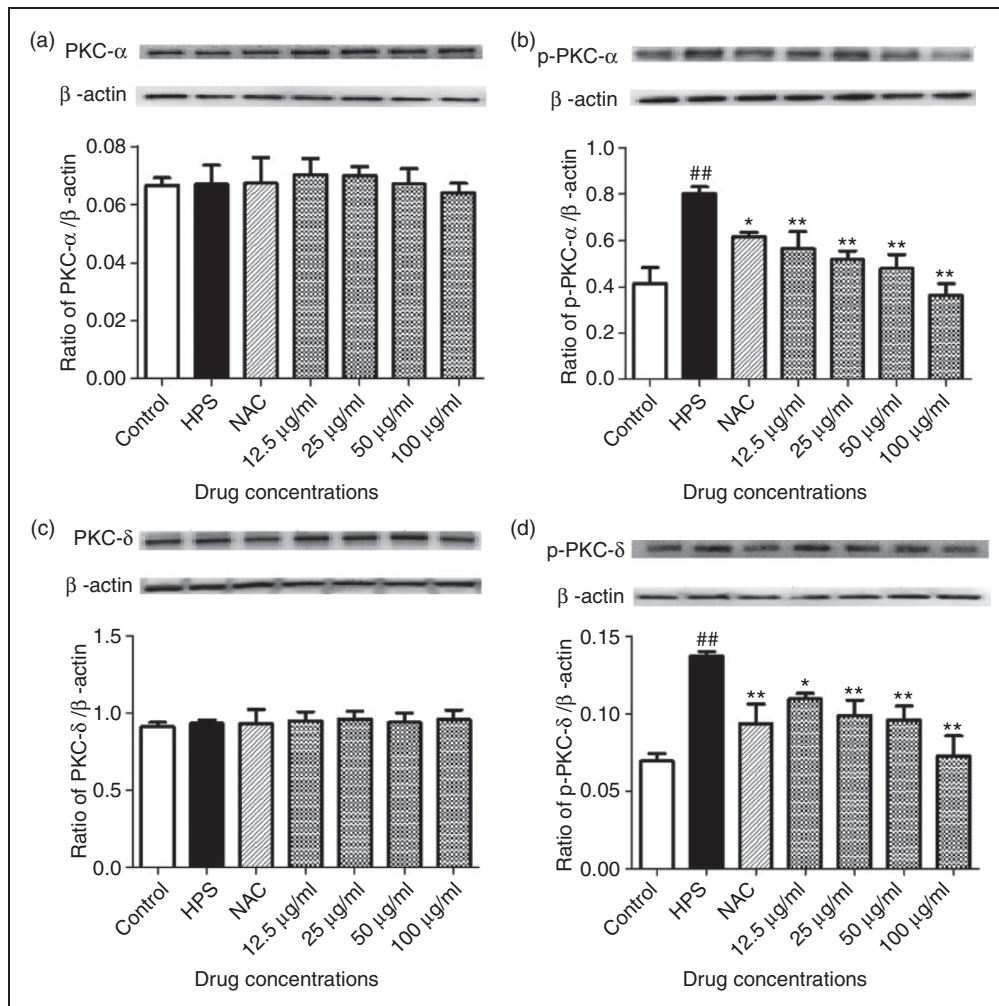 (a)
PKC-α
β -actin
Ratio of PKC-α /β -actin
0.08
0.06
0.04
0.02
0.00
Control
HPS
NAC
12.5 µg/ml
25 µg/ml
50 µg/ml
100 µg/ml
Drug concentrations
(b)
p-PKC-α
β -actin
Ratio of p-PKC-α /β -actin
1.0
0.8
0.6
0.4
0.2
0.0
##
*
**
**
**
**
Control
HPS
NAC
12.5 µg/ml
25 µg/ml
50 µg/ml
100 µg/ml
Drug concentrations
(c)
PKC-δ
β -actin
Ratio of PKC-δ /β -actin
1.5
1.0
5.0
0.0
Control
HPS
NAC
12.5 µg/ml
25 µg/ml
50 µg/ml
100 µg/ml
Drug concentrations
(d)
p-PKC-δ
β -actin
Ratio of p-PKC-δ /β -actin
0.15
0.10
0.05
0.00
##
**
*
**
**
**
Control
HPS
NAC
12.5 µg/ml
25 µg/ml
50 µg/ml
100 µg/ml
Drug concentrations